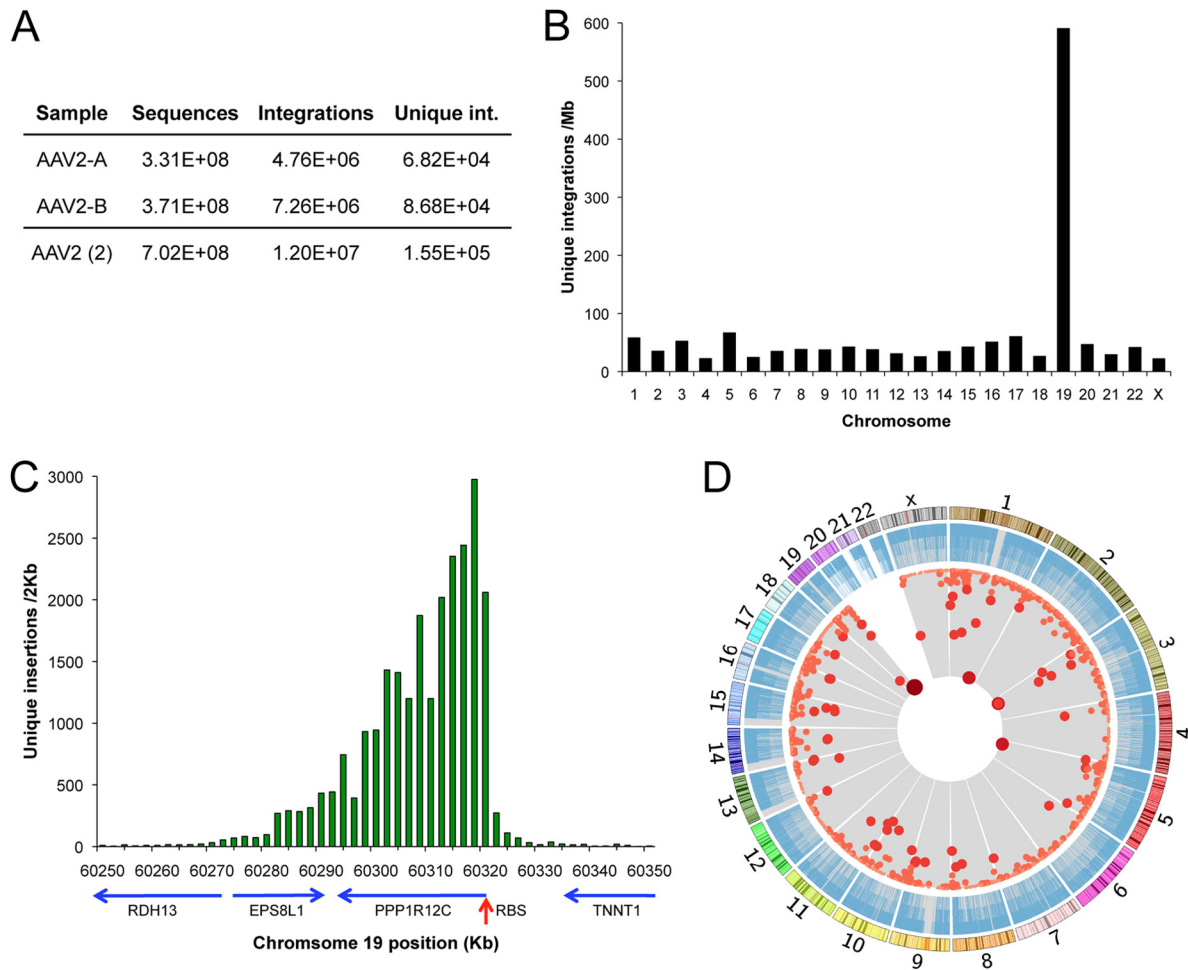 A
Sample Sequences Integrations Unique int.
AAV2-A 3.31E+08 4.76E+06 6.82E+04
AAV2-B 3.71E+08 7.26E+06 8.68E+04
AAV2 (2) 7.02E+08 1.20E+07 1.55E+05
B
Unique integrations /Mb
600
500
400
300
200
100
0
1 2 3 4 5 6 7 8 9 10 11 12 13 14 15 16 17 18 19 20 21 22 X
Chromosome
C
Unique insertions /2Kb
3000
2500
2000
1500
1000
500
0
60250 60260 60270 60280 60290 60300 60310 60320 60330 60340 60350
RDH13 EPS8L1 PPP1R12C RBS TNNT1
Chromsome 19 position (Kb)
D
1
2
3
4
5
6
7
8
9
10
11
12
13
14
15
16
17
18
19
20
21
22
x